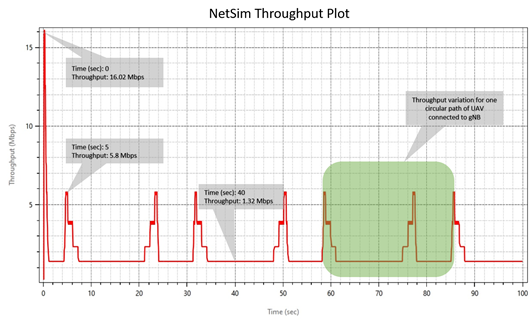 NetSim Throughput Plot
Time (sec): 0
Throughput: 16.02 Mbps
Throughput variation for one
circular path of UAV
connected to gNB
Time (sec): 5
Throughput: 5.8 Mbps
Time (sec): 40
Throughput: 1.32 Mbps
Throughput (Mbps)
15
10
5
0 10 20 30 40 50 60 70 80 90 100
Time (sec)